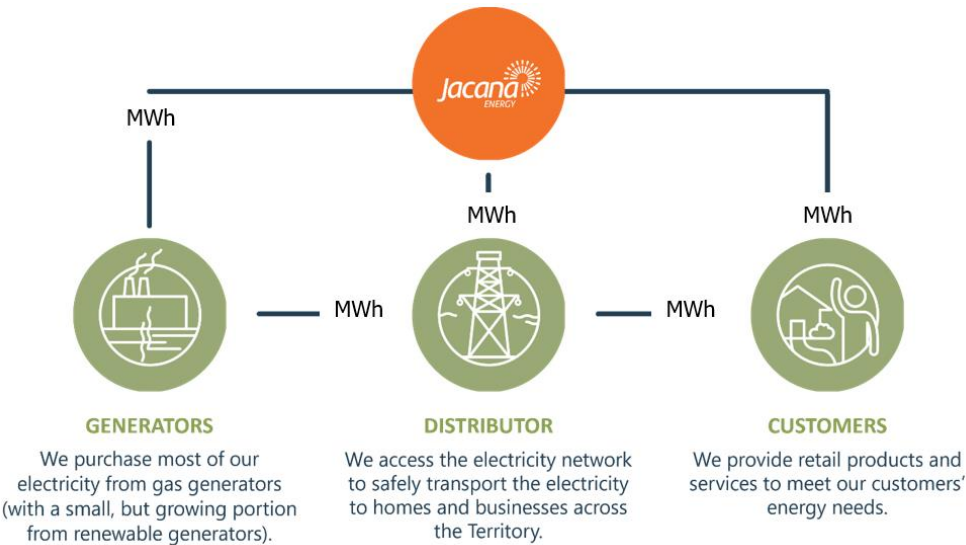 Jacana
ENERGY
MWh
MWh
MWh
MWh
MWh
GENERATORS
We purchase most of our
electricity from gas generators
(with a small, but growing portion
from renewable generators).
DISTRIBUTOR
We access the electricity network
to safely transport the electricity
to homes and businesses across
the Territory.
CUSTOMERS
We provide retail products and
services to meet our customers'
energy needs.